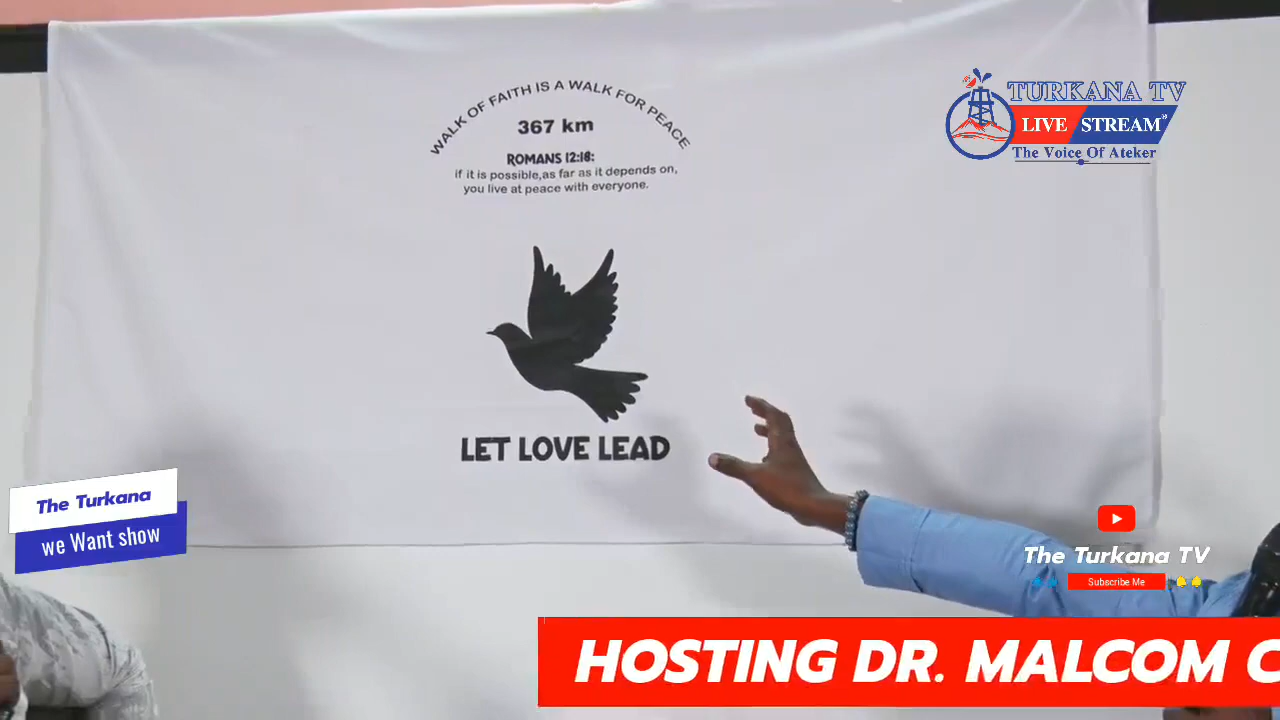 WALK OF FAITH IS A WALK FOR PEACE
367 km
ROMANS 12:18:
if it is possible,as far as it depends on,
you live at peace with everyone.
LET LOVE LEAD
TURKANA TV
LIVE STREAM
The Voice Of Ateker
The Turkana
we Want show
The Turkana TV
Subscribe Me
HOSTING DR. MALCOM C